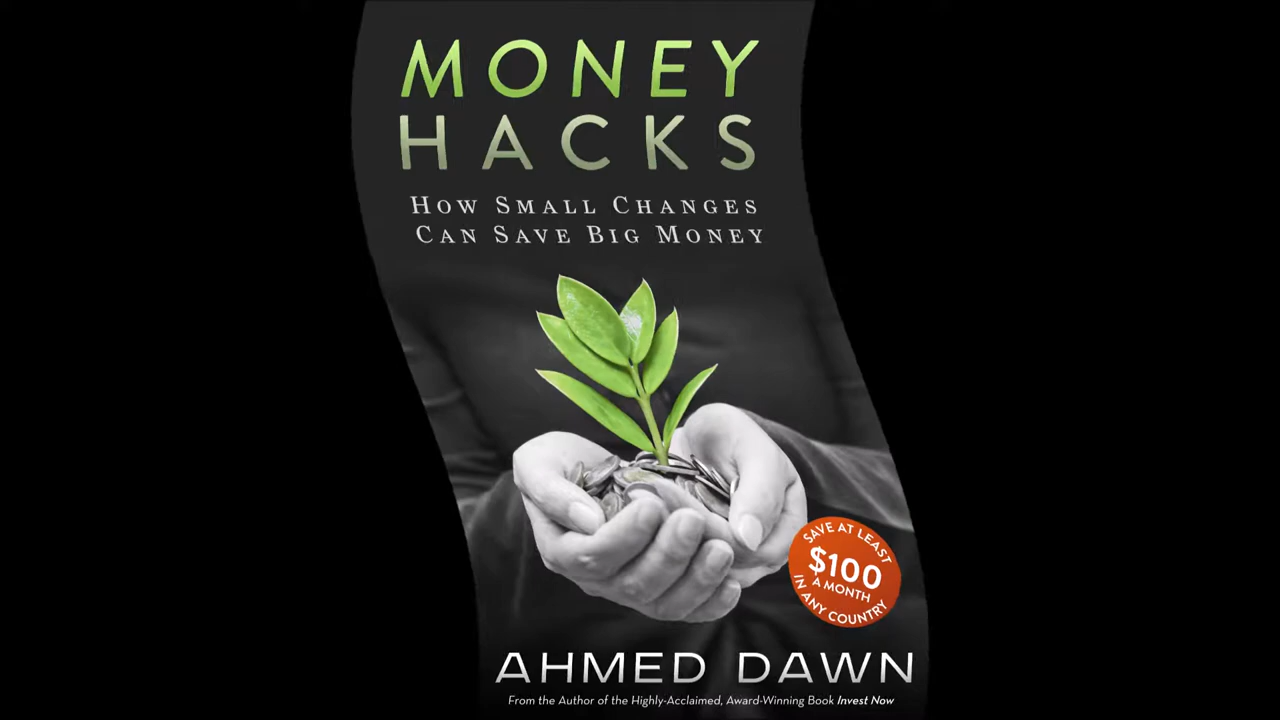 MONEY
HACKS
How Small Changes
Can Save Big Money
SAVE AT LEAST
$100
A MONTH
IN ANY COUNTRY
AHMED DAWN
From the Author of the Highly-Acclaimed, Award-Winning Book Invest Now